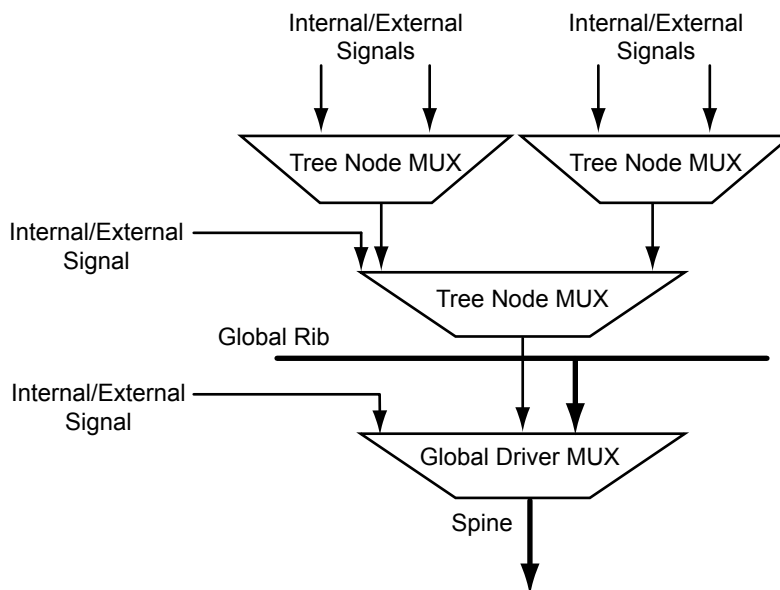 Internal/External
Signals
Internal/External
Signals
Tree Node MUX
Tree Node MUX
Internal/External
Signal
Tree Node MUX
Global Rib
Internal/External
Signal
Global Driver MUX
Spine